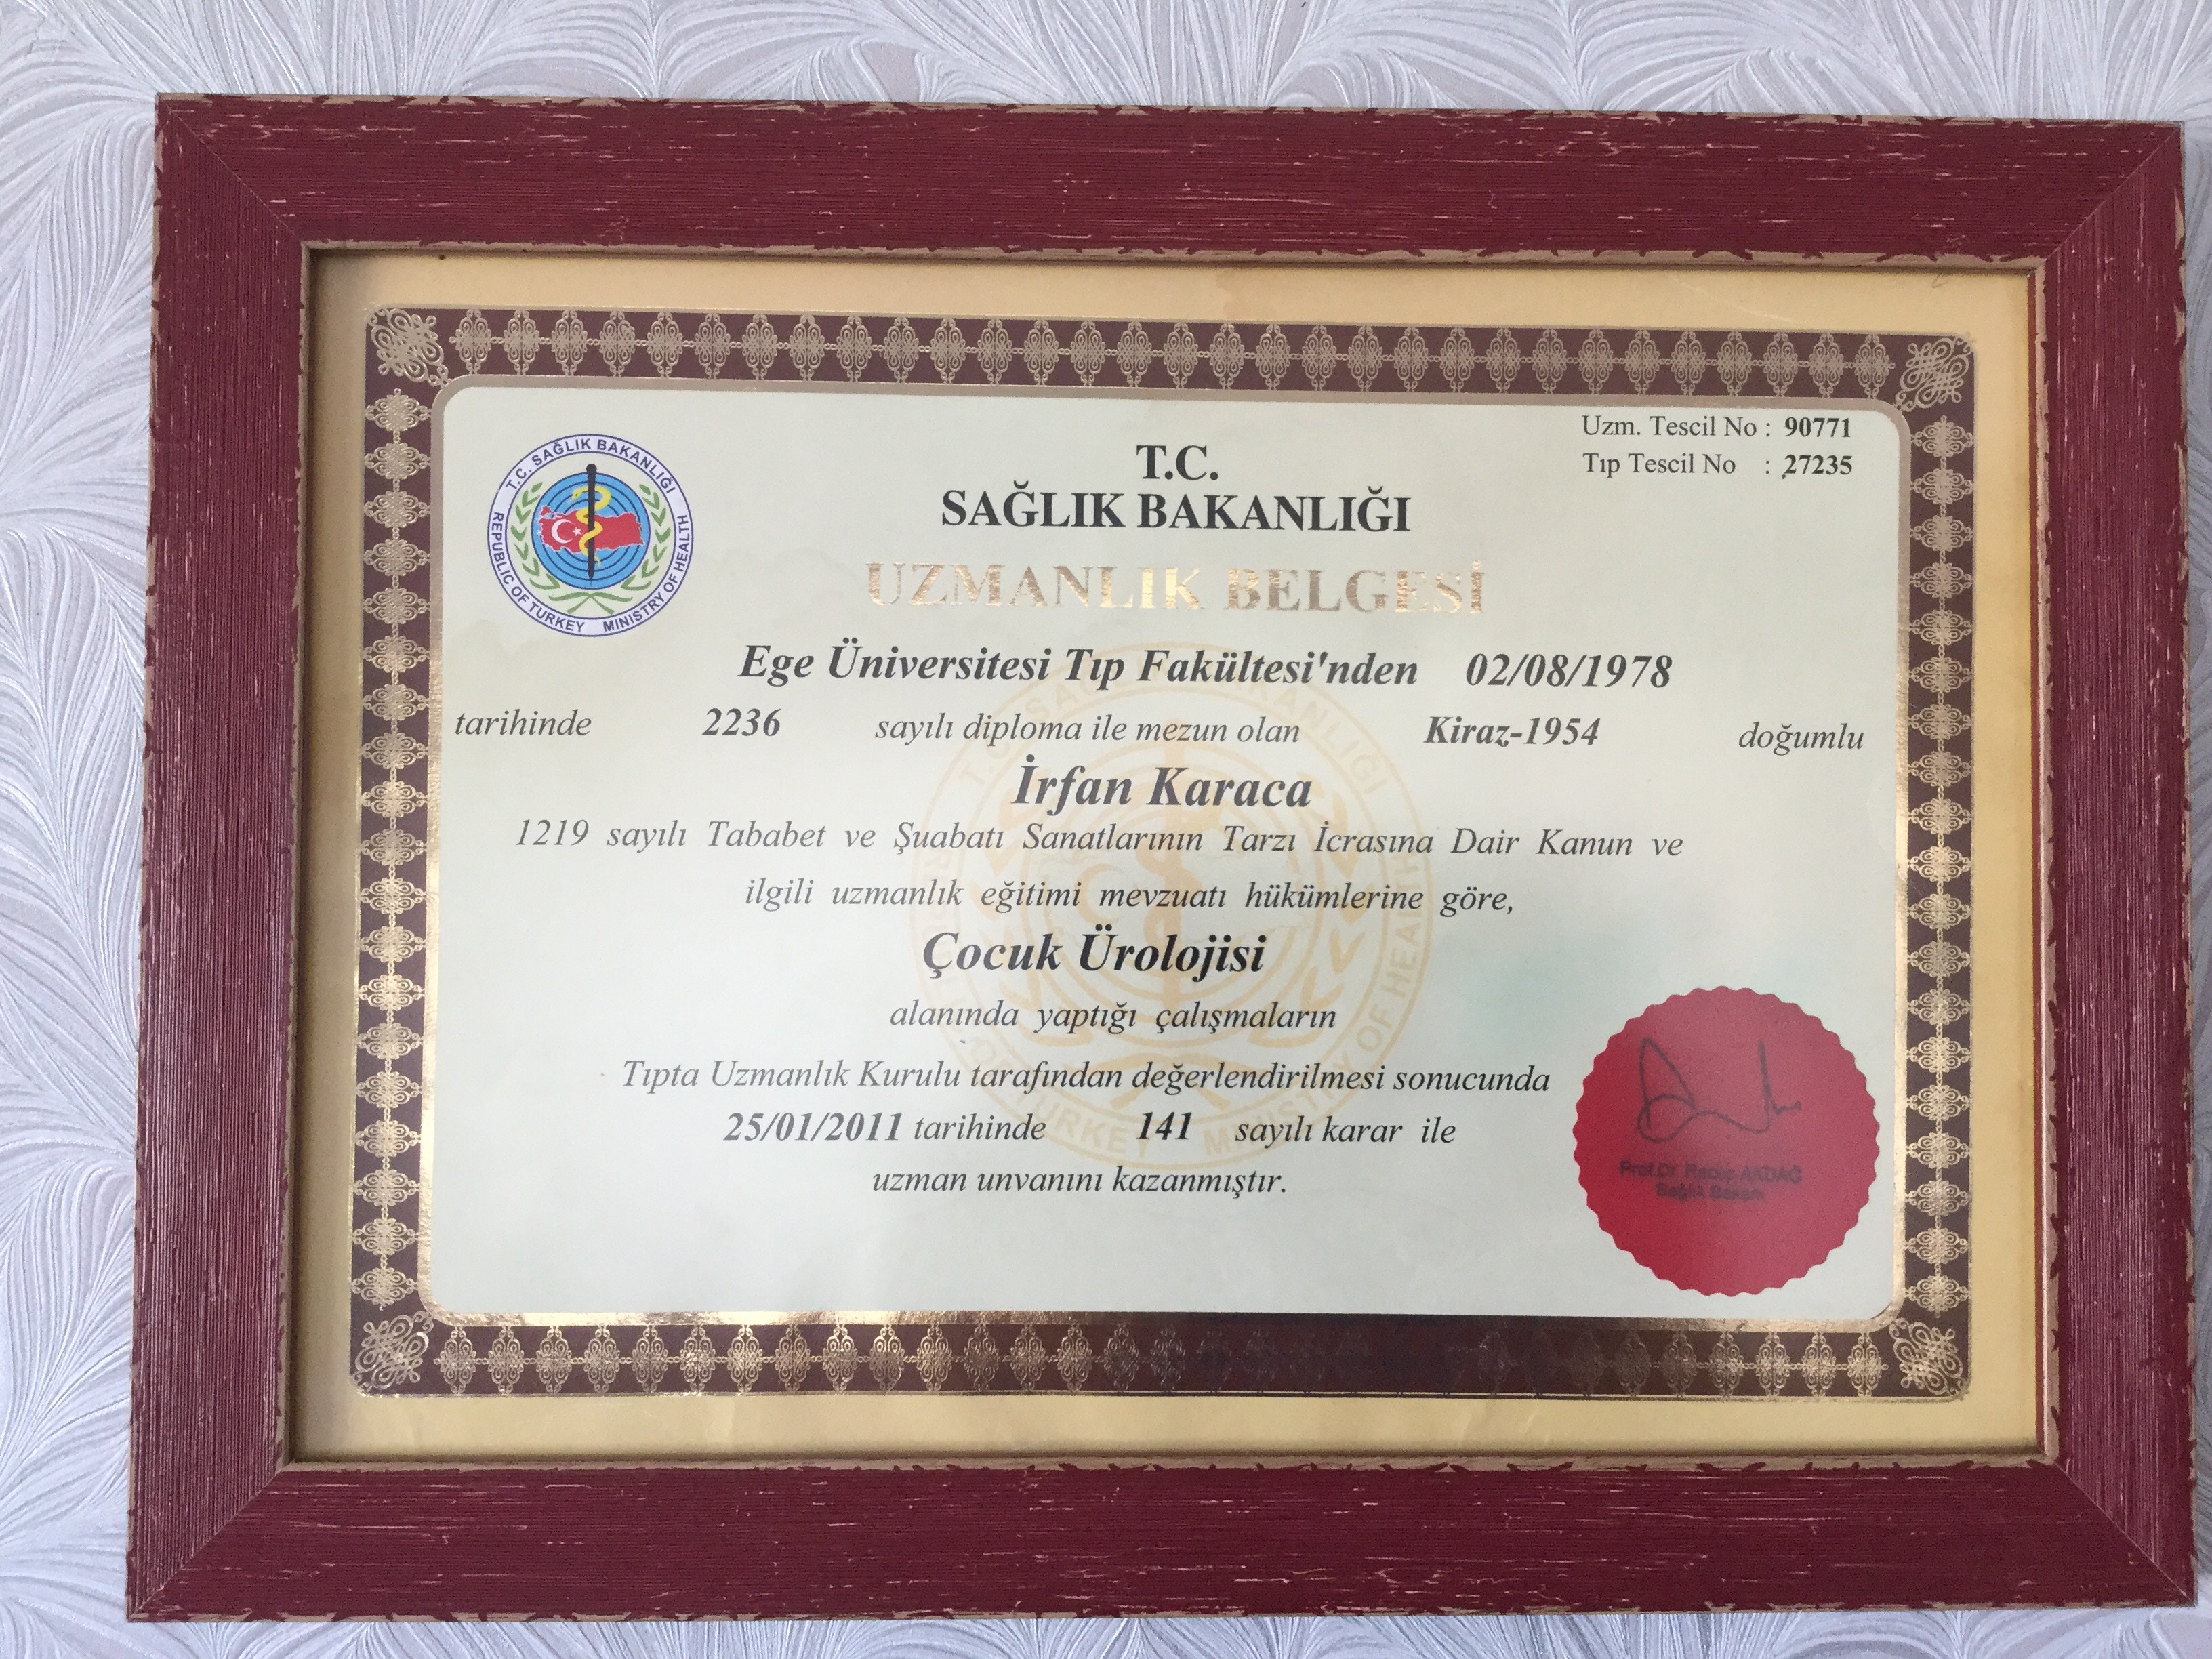 Uzm. Tescil No : 90771
Tıp Tescil No : 27235
T.C. SAĞLIK BAKANLIĞI
REPUBLIC OF TURKEY MINISTRY OF HEALTH
T.C.
SAĞLIK BAKANLIĞI
UZMANLIK BELGESİ
Ege Üniversitesi Tıp Fakültesi'nden 02/08/1978
tarihinde 2236 sayılı diploma ile mezun olan Kiraz-1954 doğumlu
İrfan Karaca
1219 sayılı Tababet ve Şuabatı Sanatlarının Tarzı İcrasına Dair Kanun ve
ilgili uzmanlık eğitimi mevzuatı hükümlerine göre,
Çocuk Ürolojisi
alanında yaptığı çalışmaların
Tıpta Uzmanlık Kurulu tarafından değerlendirilmesi sonucunda
25/01/2011 tarihinde 141 sayılı karar ile
uzman unvanını kazanmıştır.
Prof.Dr. Recep AKDAĞ
Sağlık Bakanı